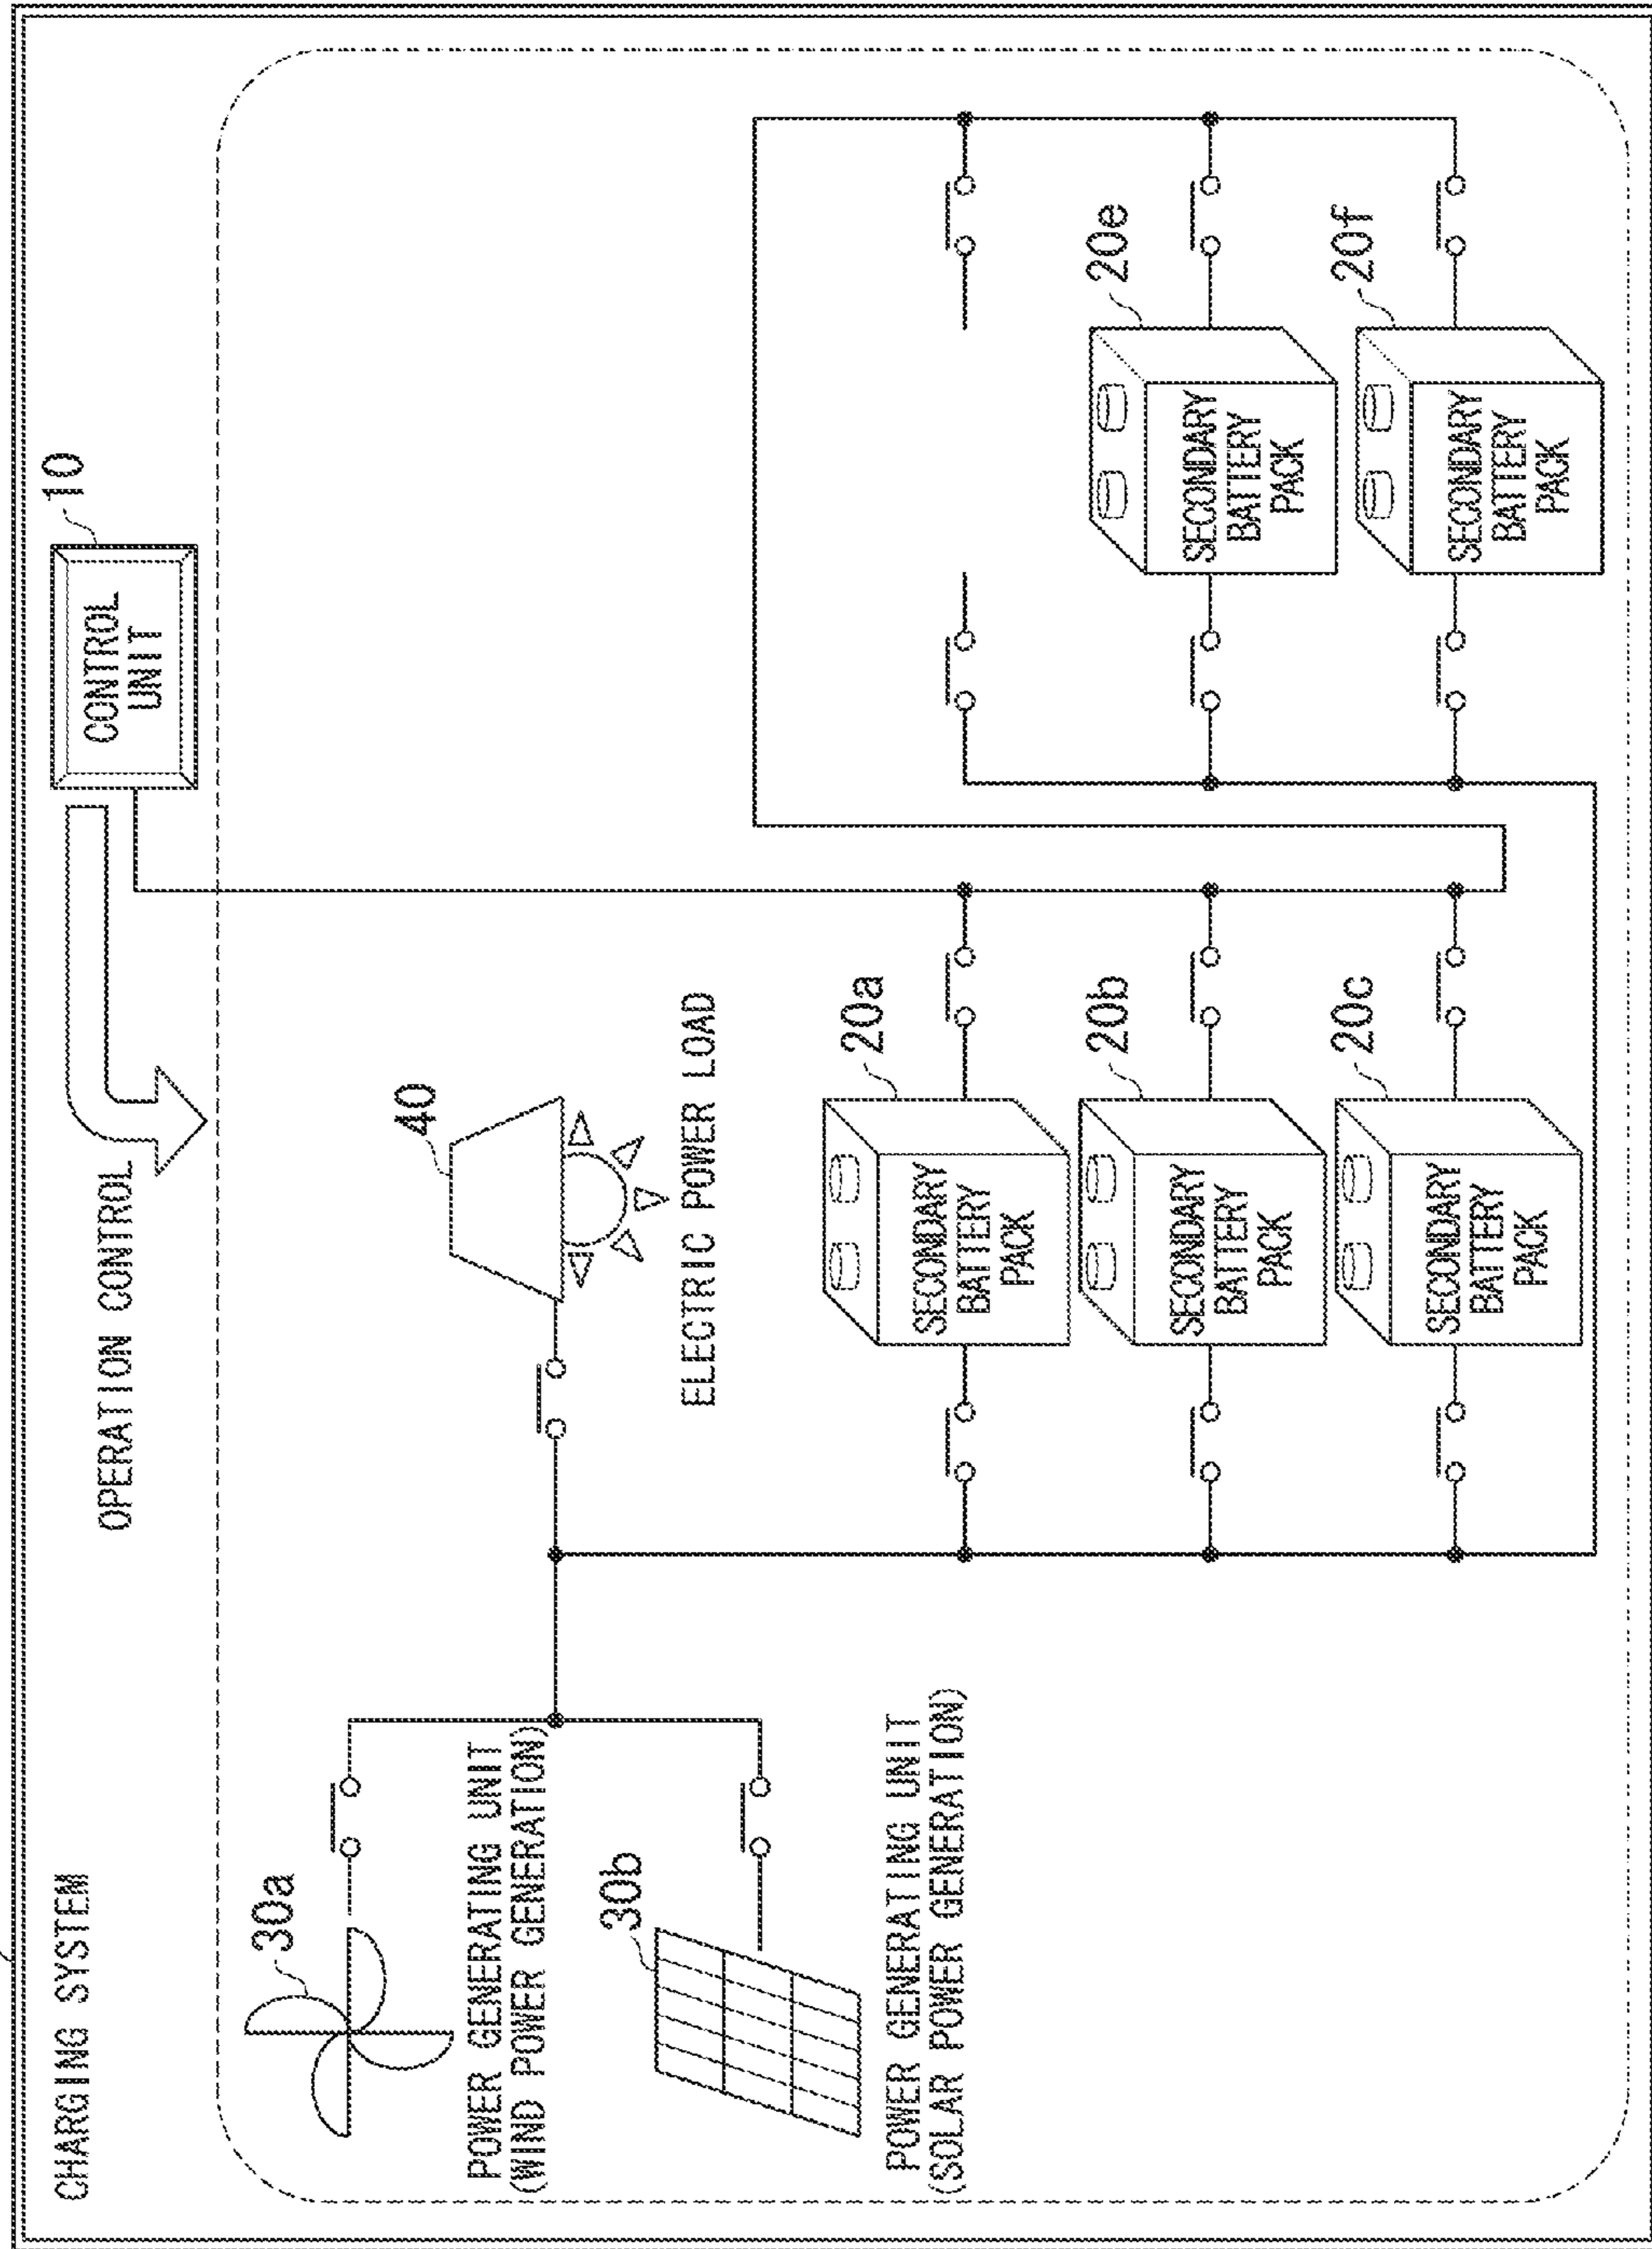 CHARGING SYSTEM
OPERATION CONTROL
CONTROL
UNIT
10
30a
POWER GENERATING UNIT
(WIND POWER GENERATION)
30b
POWER GENERATING UNIT
(SOLAR POWER GENERATION)
40
ELECTRIC POWER LOAD
20a
SECONDARY
BATTERY
PACK
20b
SECONDARY
BATTERY
PACK
20c
SECONDARY
BATTERY
PACK
20e
SECONDARY
BATTERY
PACK
20f
SECONDARY
BATTERY
PACK